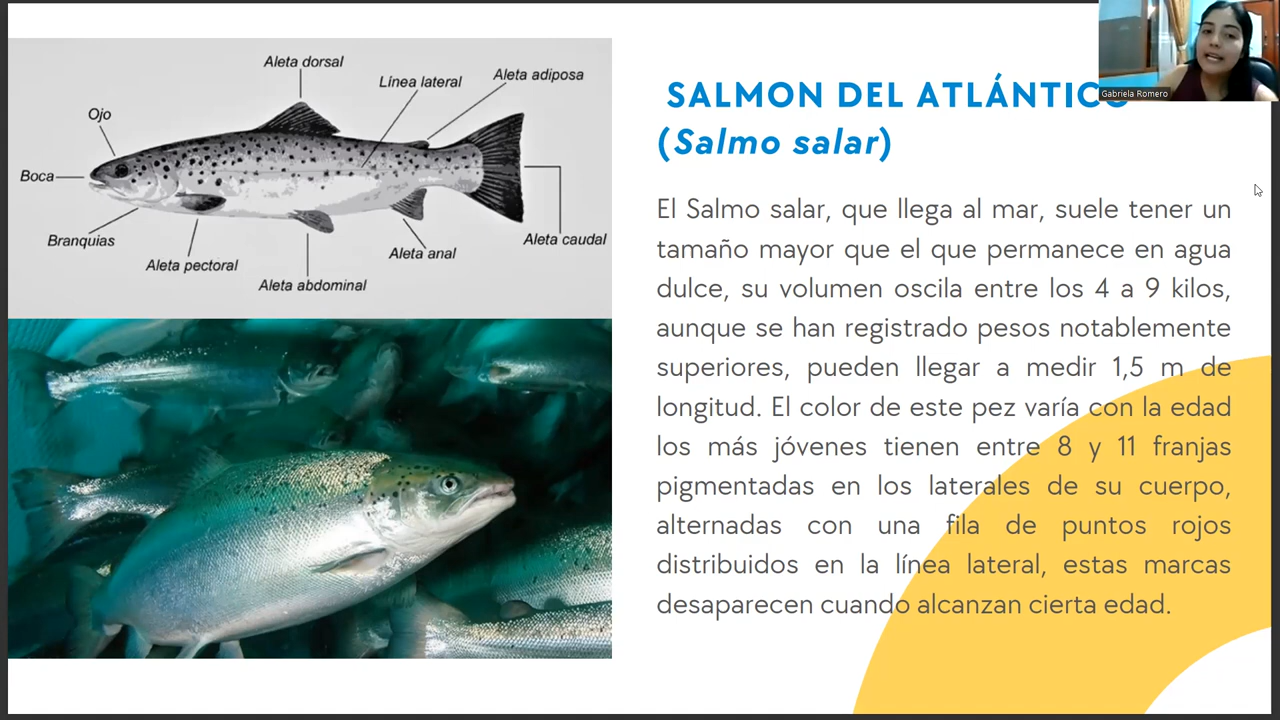 Aleta dorsal
Línea lateral
Aleta adiposa
Ojo
Boca
Branquias
Aleta pectoral
Aleta abdominal
Aleta anal
Aleta caudal
SALMON DEL ATLÁNTICO
(Salmo salar)
El Salmo salar, que llega al mar, suele tener un
tamaño mayor que el que permanece en agua
dulce, su volumen oscila entre los 4 a 9 kilos,
aunque se han registrado pesos notablemente
superiores, pueden llegar a medir 1,5 m de
longitud. El color de este pez varía con la edad
los más jóvenes tienen entre 8 y 11 franjas
pigmentadas en los laterales de su cuerpo,
alternadas con una fila de puntos rojos
distribuidos en la línea lateral, estas marcas
desaparecen cuando alcanzan cierta edad.
Gabriela Romero